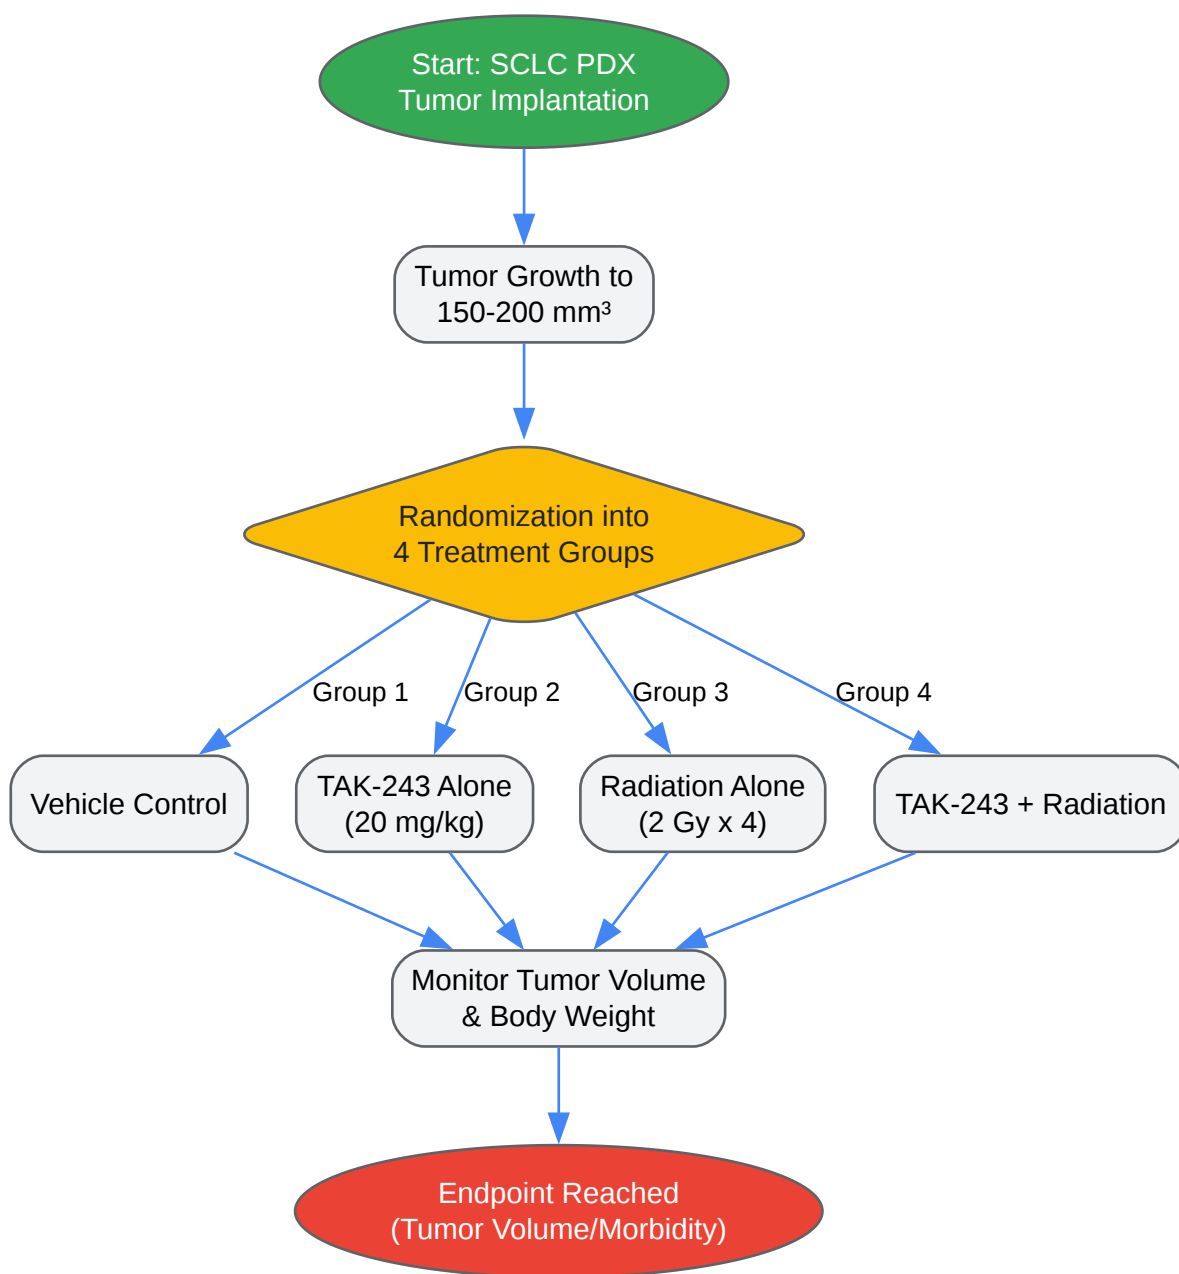 Start: SCLC PDX
Tumor Implantation
Tumor Growth to
150-200 mm³
Randomization into
4 Treatment Groups
Group 1
Group 2
Group 3
Group 4
Vehicle Control
TAK-243 Alone
(20 mg/kg)
Radiation Alone
(2 Gy x 4)
TAK-243 + Radiation
Monitor Tumor Volume
& Body Weight
Endpoint Reached
(Tumor Volume/Morbidity)